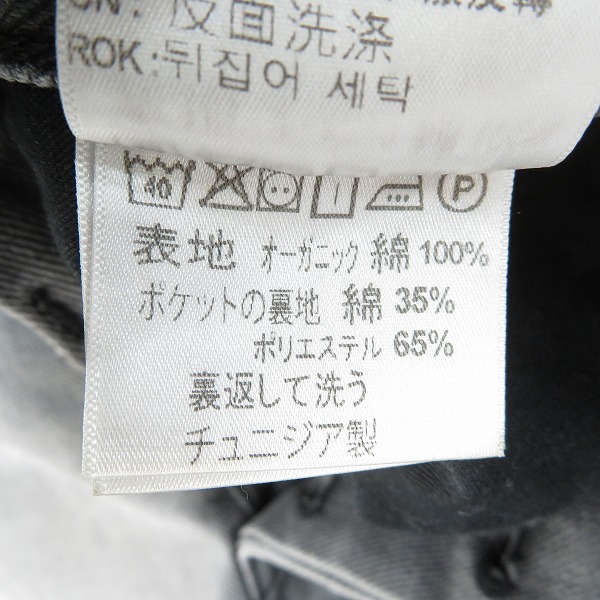 CN: 反面洗涤
ROK: 뒤집어 세탁
40 P
表地 オーガニック 綿 100%
ポケットの裏地 綿 35%
ポリエステル 65%
裏返して洗う
チュニジア製